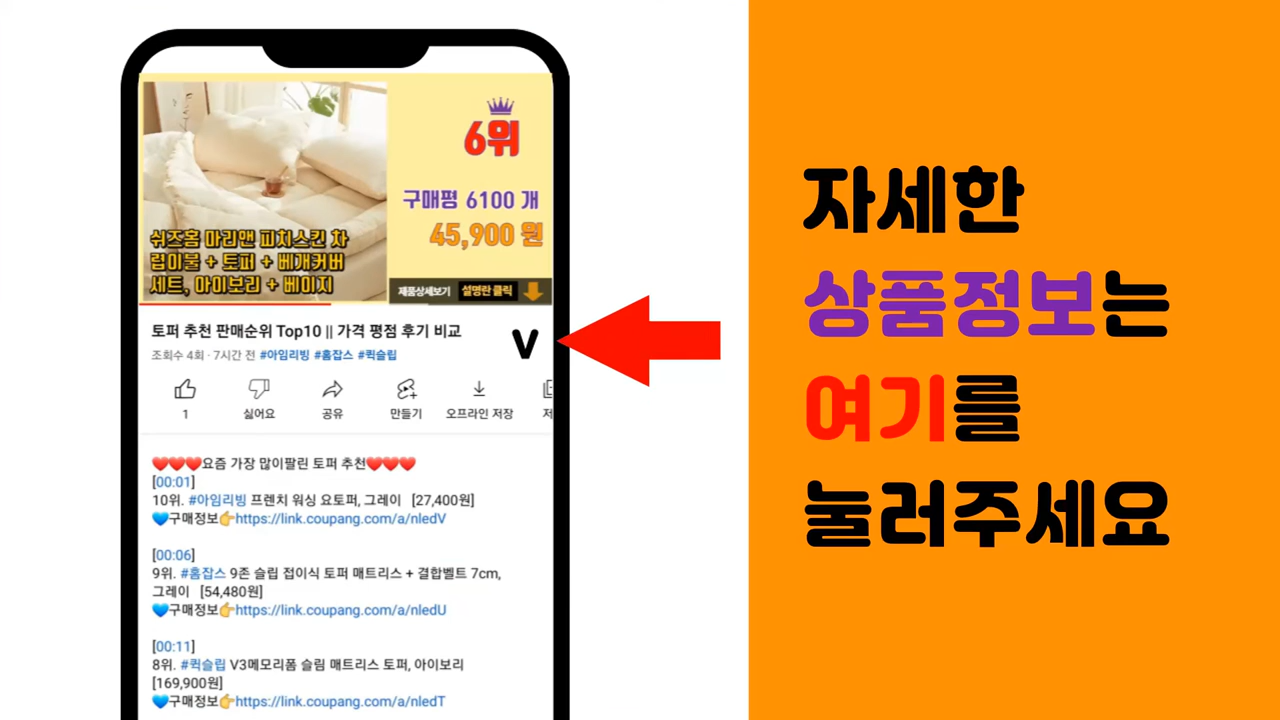 6위
구매평 6100 개
45,900 원
쉬즈홈 마리앤 피치스킨 차
렵이불 + 토퍼 + 베개커버
세트, 아이보리 + 베이지
제품상세보기 설명란 클릭
토퍼 추천 판매순위 Top10 || 가격 평점 후기 비교
V
조회수 4회 · 7시간 전 #아임리빙 #홈잡스 #퀵슬립
1 싫어요 공유 만들기 오프라인 저장 저
❤️❤️❤️요즘 가장 많이팔린 토퍼 추천❤️❤️❤️
[00:01]
10위. #아임리빙 프렌치 워싱 요토퍼, 그레이 [27,400원]
💙구매정보👉https://link.coupang.com/a/nledV
[00:06]
9위. #홈잡스 9존 슬립 접이식 토퍼 매트리스 + 결합벨트 7cm,
그레이 [54,480원]
💙구매정보👉https://link.coupang.com/a/nledU
[00:11]
8위. #퀵슬립 V3메모리폼 슬림 매트리스 토퍼, 아이보리
[169,900원]
💙구매정보👉https://link.coupang.com/a/nledT
자세한
상품정보는
여기를
눌러주세요